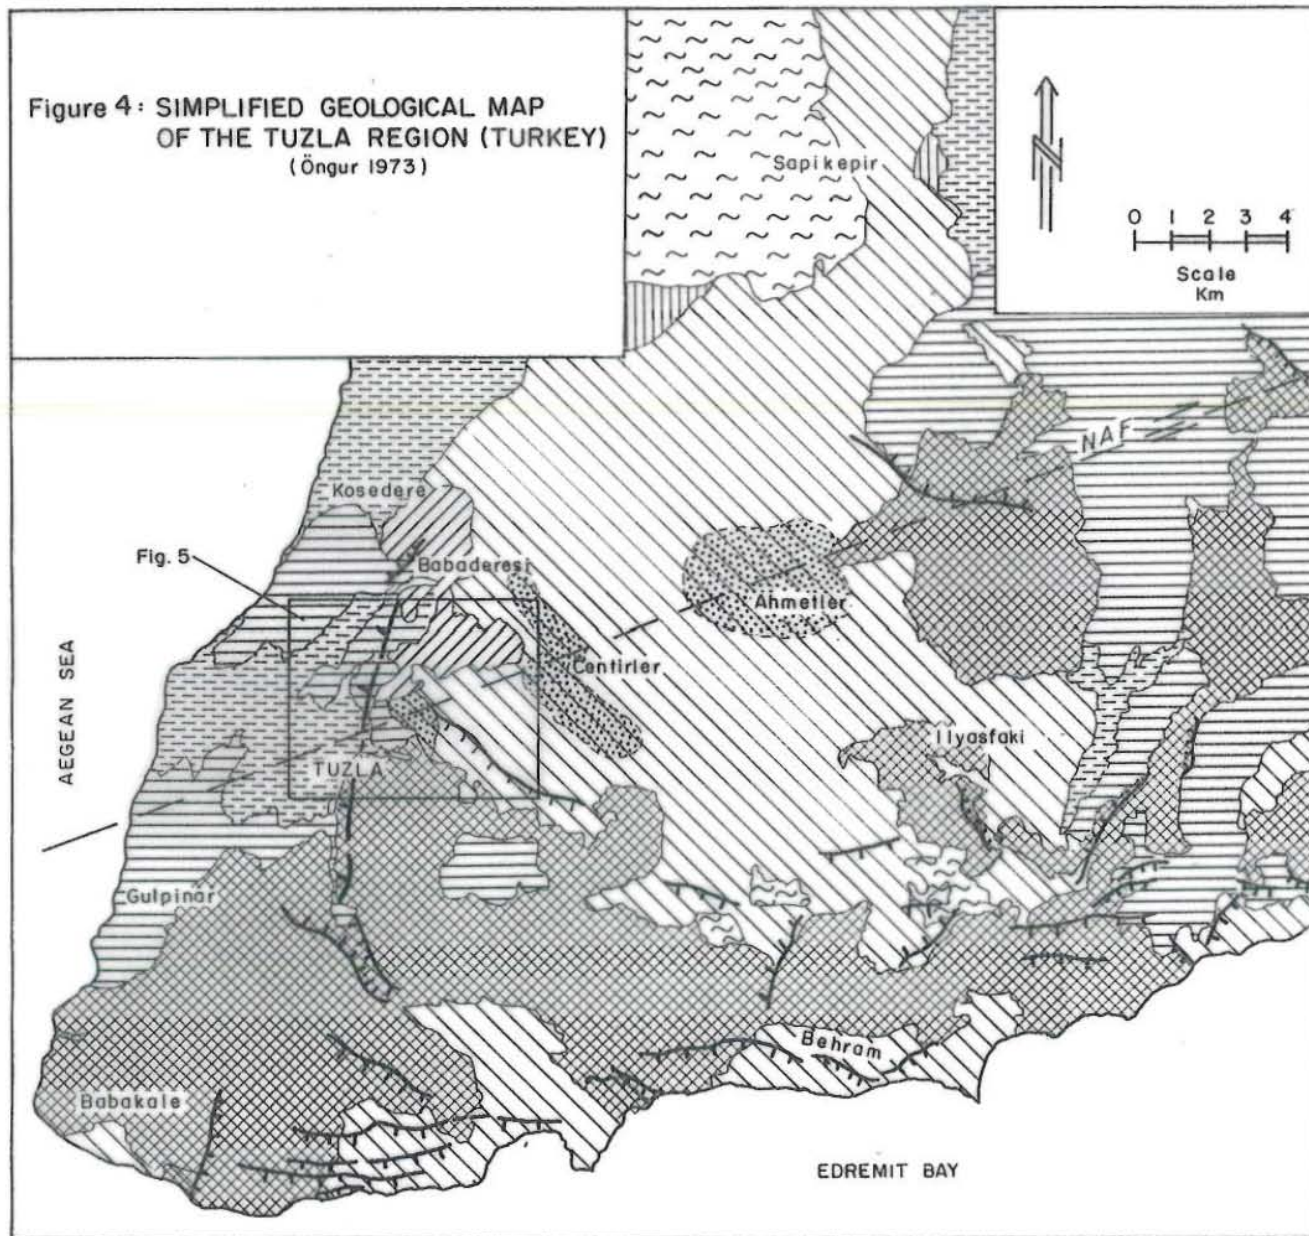 Figure 4: SIMPLIFIED GEOLOGICAL MAP
OF THE TUZLA REGION (TURKEY)
(Öngur 1973)
Sapikepir
0 1 2 3 4
Scale
Km
NAF
Kosedere
Fig. 5
Babaderesi
Ahmetler
Centirler
AEGEAN SEA
Ilyasfaki
TUZLA
Gulpinar
Behram
Babakale
EDREMIT BAY